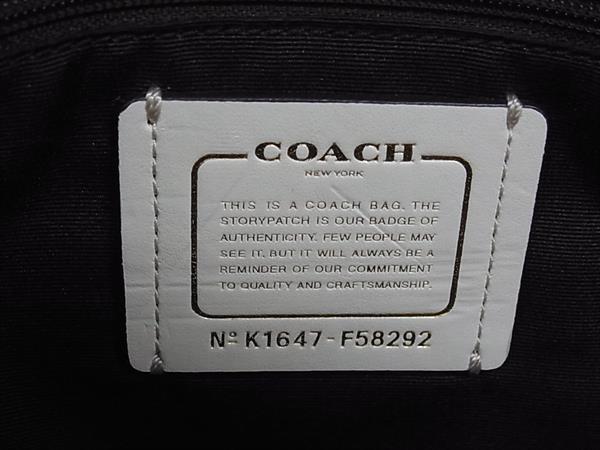 COACH
NEW YORK
THIS IS A COACH BAG. THE
STORYPATCH IS OUR BADGE OF
AUTHENTICITY. FEW PEOPLE MAY
SEE IT, BUT IT WILL ALWAYS BE A
REMINDER OF OUR COMMITMENT
TO QUALITY AND CRAFTSMANSHIP.
Nº K1647-F58292